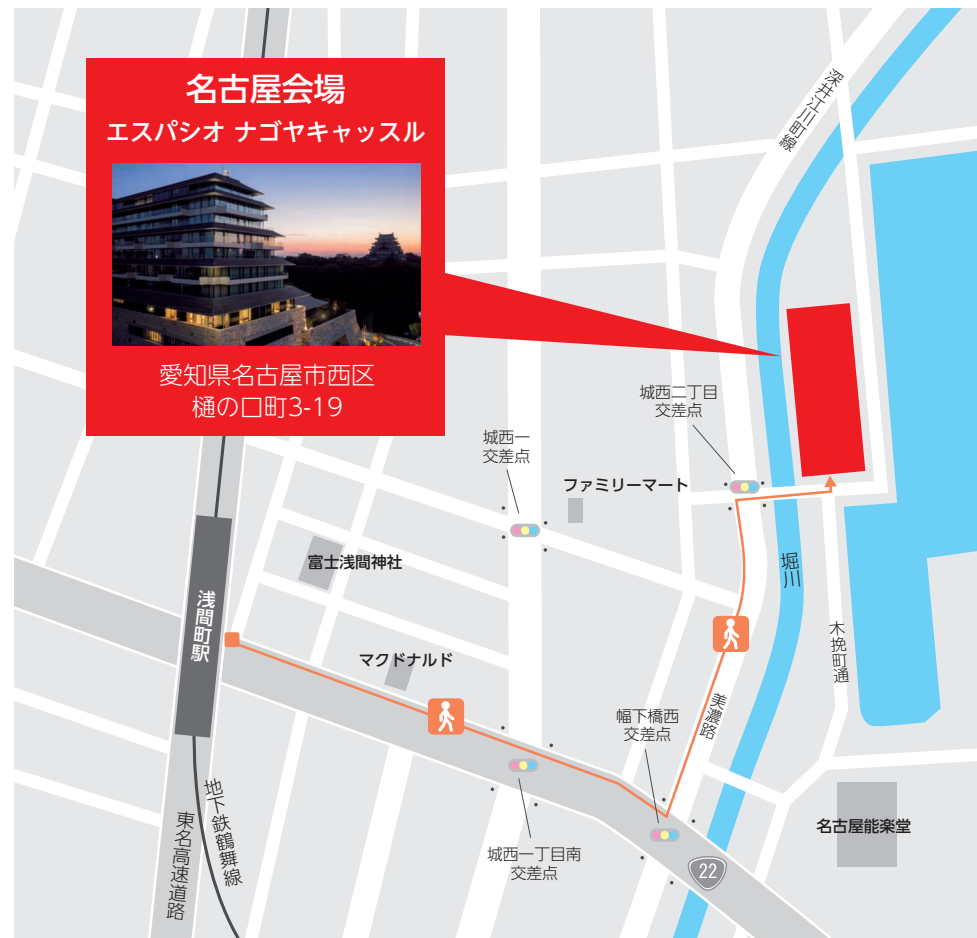 名古屋会場
エスパシオ ナゴヤキャッスル
愛知県名古屋市西区
樋の口町3-19
深井江川町線
城西二丁目
交差点
城西一
交差点
ファミリーマート
富士浅間神社
堀川
浅間町駅
マクドナルド
木挽町通
美濃路
幅下橋西
交差点
地下鉄鶴舞線
東名高速道路
城西一丁目南
交差点
名古屋能楽堂
22